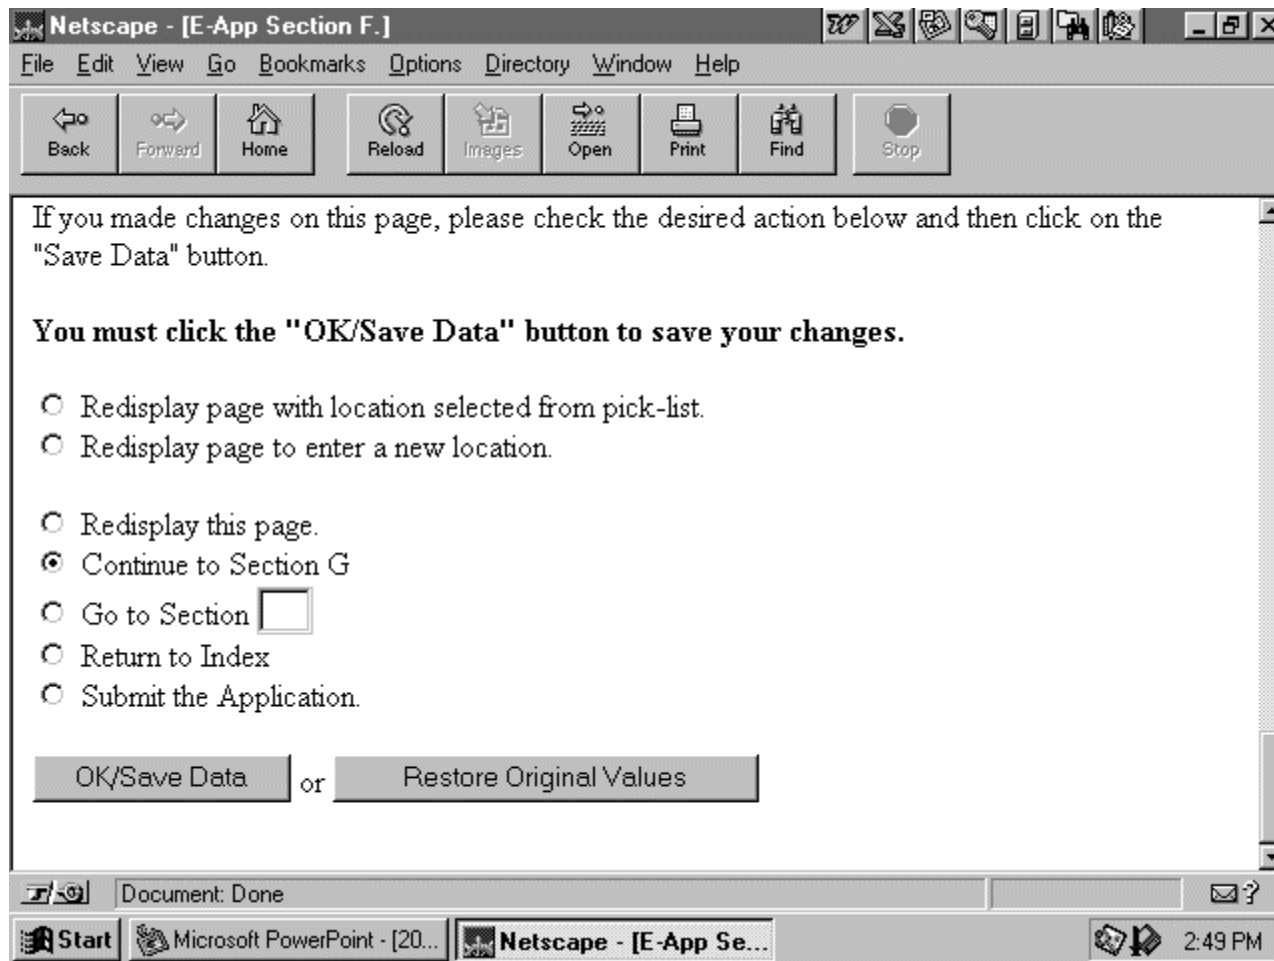 Netscape - [E-App Section F.]
File Edit View Go Bookmarks Options Directory Window Help
Back Forward Home Reload Images Open Print Find Stop
If you made changes on this page, please check the desired action below and then click on the
"Save Data" button.
You must click the "OK/Save Data" button to save your changes.
Redisplay page with location selected from pick-list.
Redisplay page to enter a new location.
Redisplay this page.
Continue to Section G
Go to Section
Return to Index
Submit the Application.
OK/Save Data or Restore Original Values
Document: Done
Start Microsoft PowerPoint - [20... Netscape - [E-App Se... 2:49 PM